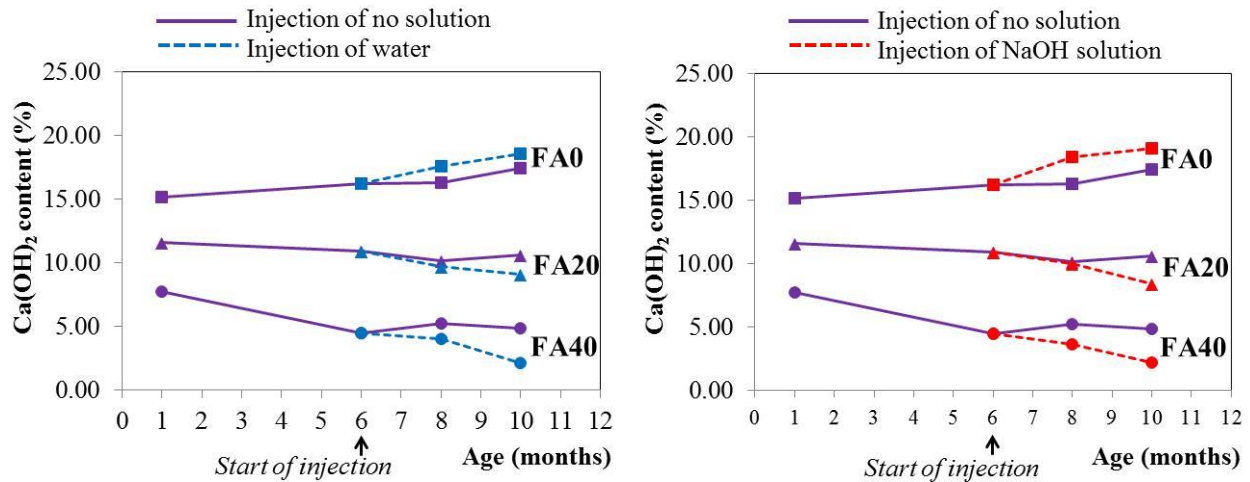 Injection of no solution
Injection of water
25.00
20.00
15.00
10.00
5.00
0.00
Ca(OH)₂ content (%)
FA0
FA20
FA40
0 1 2 3 4 5 6 7 8 9 10 11 12
Start of injection
Age (months)
Injection of no solution
Injection of NaOH solution
25.00
20.00
15.00
10.00
5.00
0.00
Ca(OH)₂ content (%)
FA0
FA20
FA40
0 1 2 3 4 5 6 7 8 9 10 11 12
Start of injection
Age (months)